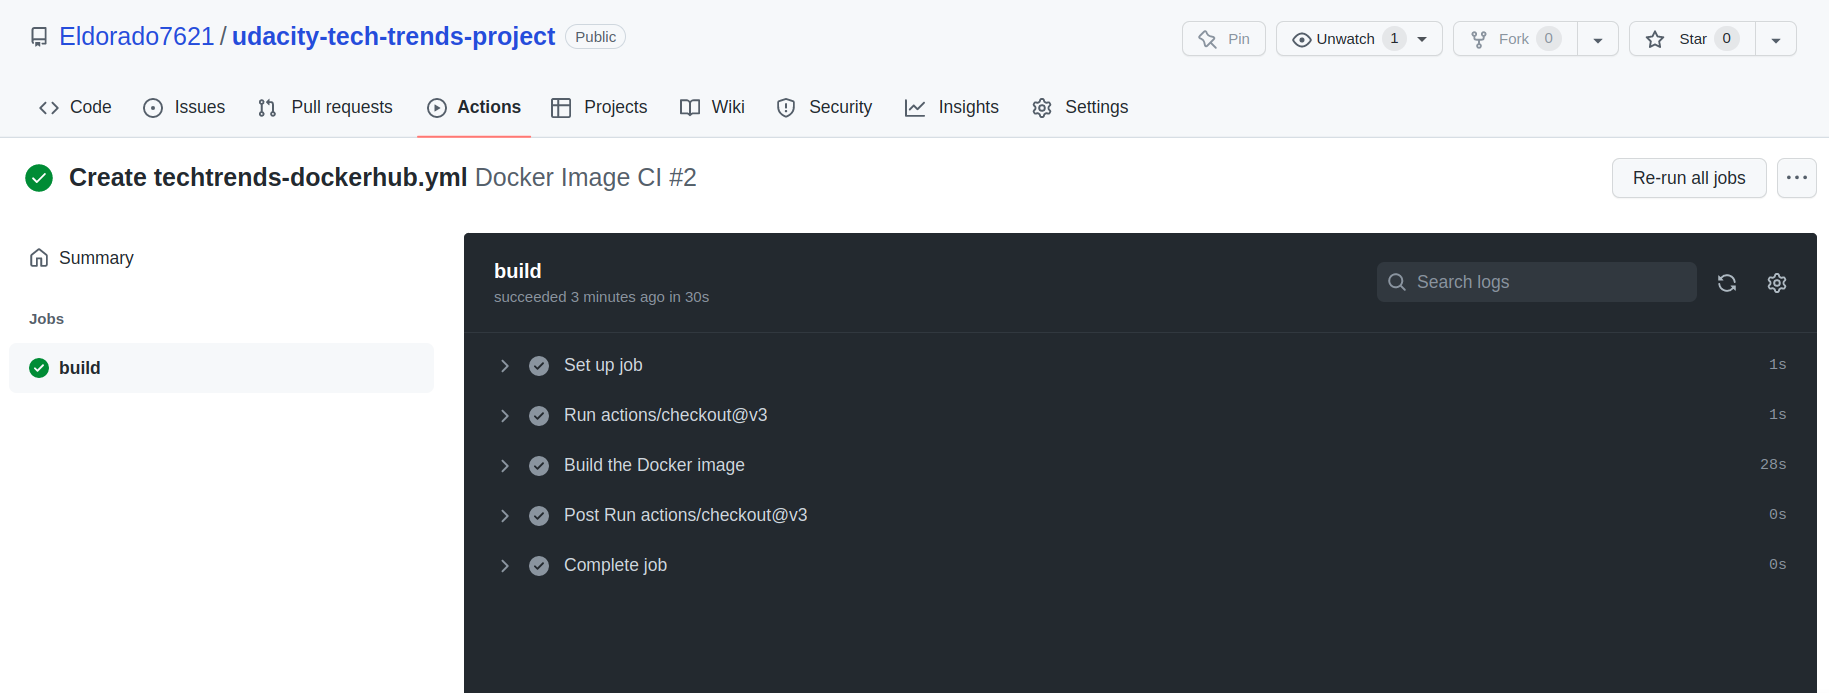 Eldorado7621 / udacity-tech-trends-project Public Pin Unwatch 1 Fork 0 Star 0
Code Issues Pull requests Actions Projects Wiki Security Insights Settings
Create techtrends-dockerhub.yml Docker Image CI #2 Re-run all jobs
Summary
Jobs
build
build
succeeded 3 minutes ago in 30s
Search logs
Set up job 1s
Run actions/checkout@v3 1s
Build the Docker image 28s
Post Run actions/checkout@v3 0s
Complete job 0s